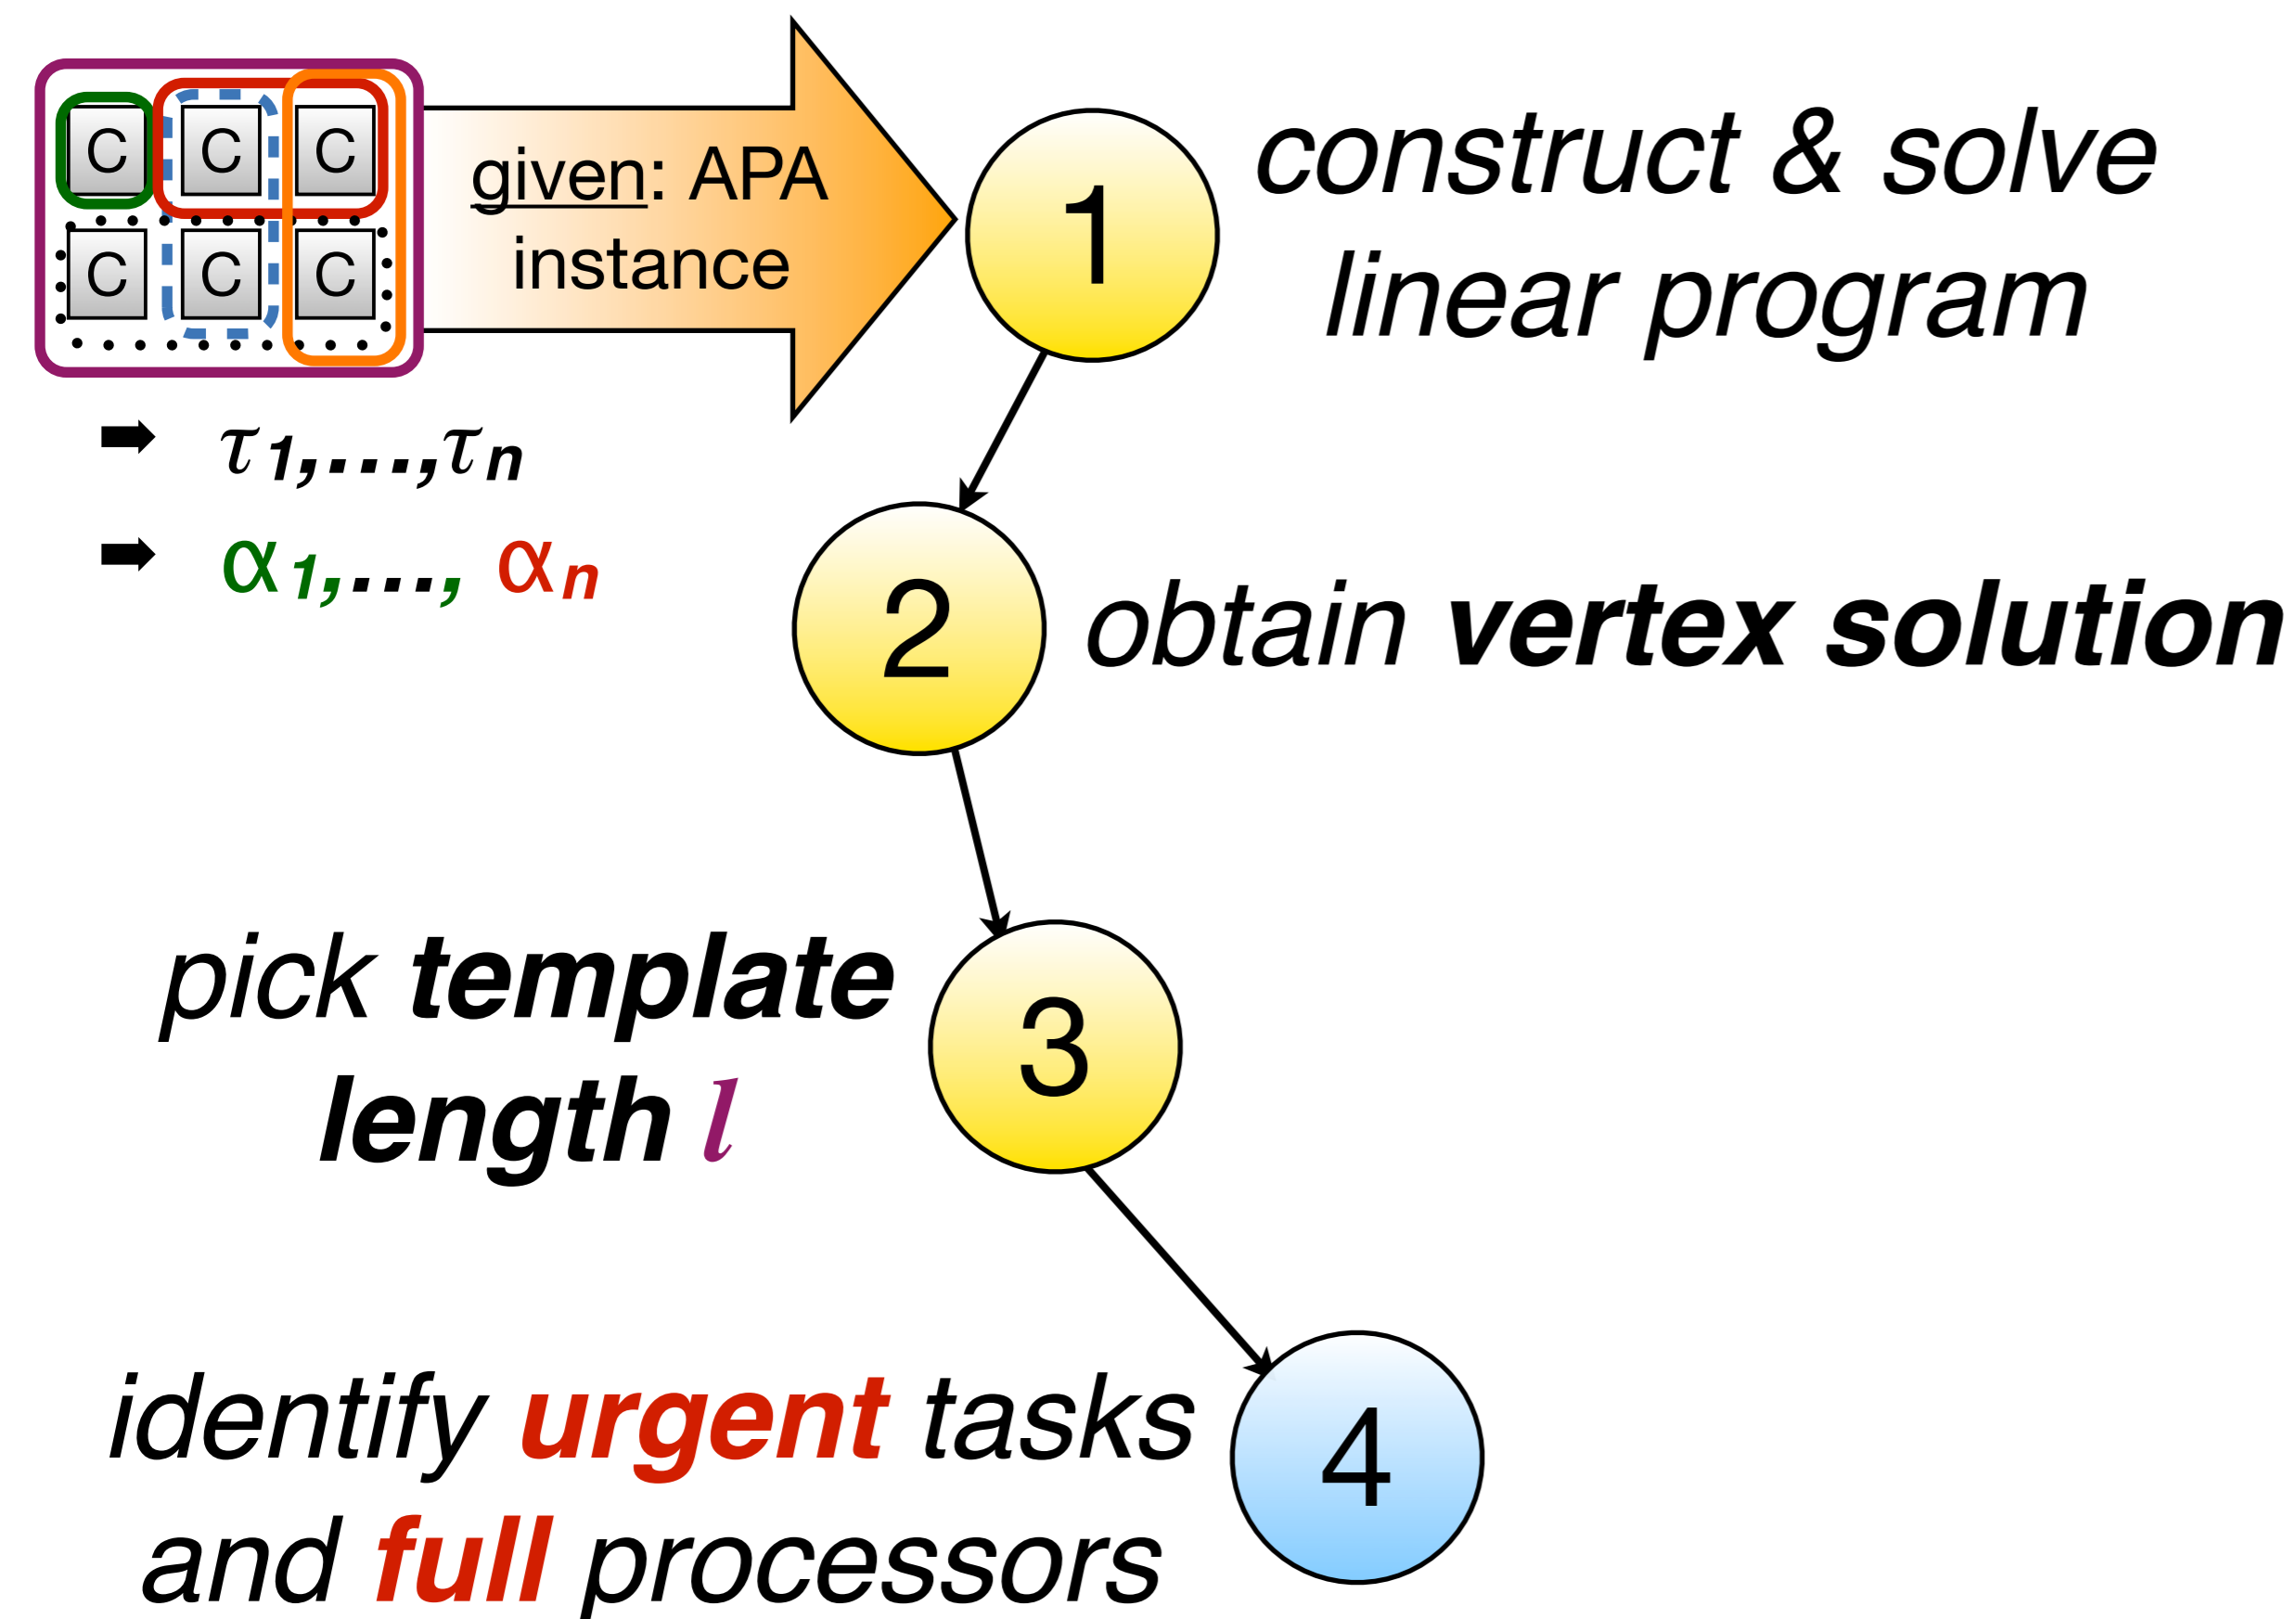 C C C
C C C
given: APA
instance
1
construct & solve
linear program
➡ τ1,...,τn
➡ α1,..., αn
2
obtain vertex solution
pick template
length l
3
identify urgent tasks
and full processors
4